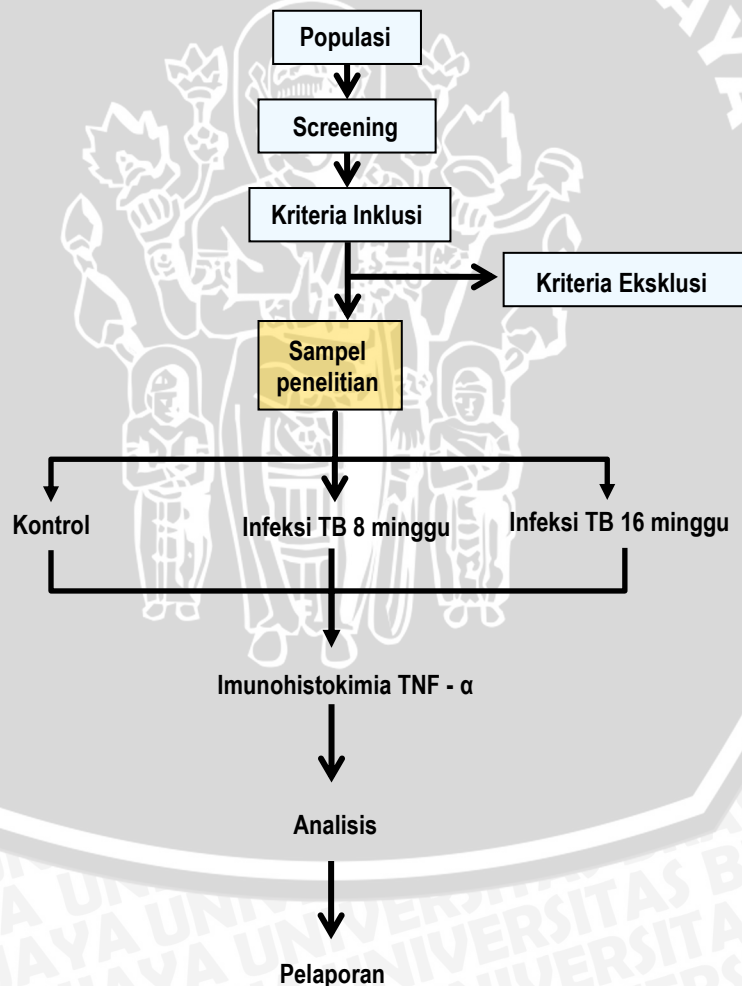 Populasi
Screening
Kriteria Inklusi
Kriteria Eksklusi
Sampel
penelitian
Kontrol
Infeksi TB 8 minggu
Infeksi TB 16 minggu
Imunohistokimia TNF - α
Analisis
Pelaporan